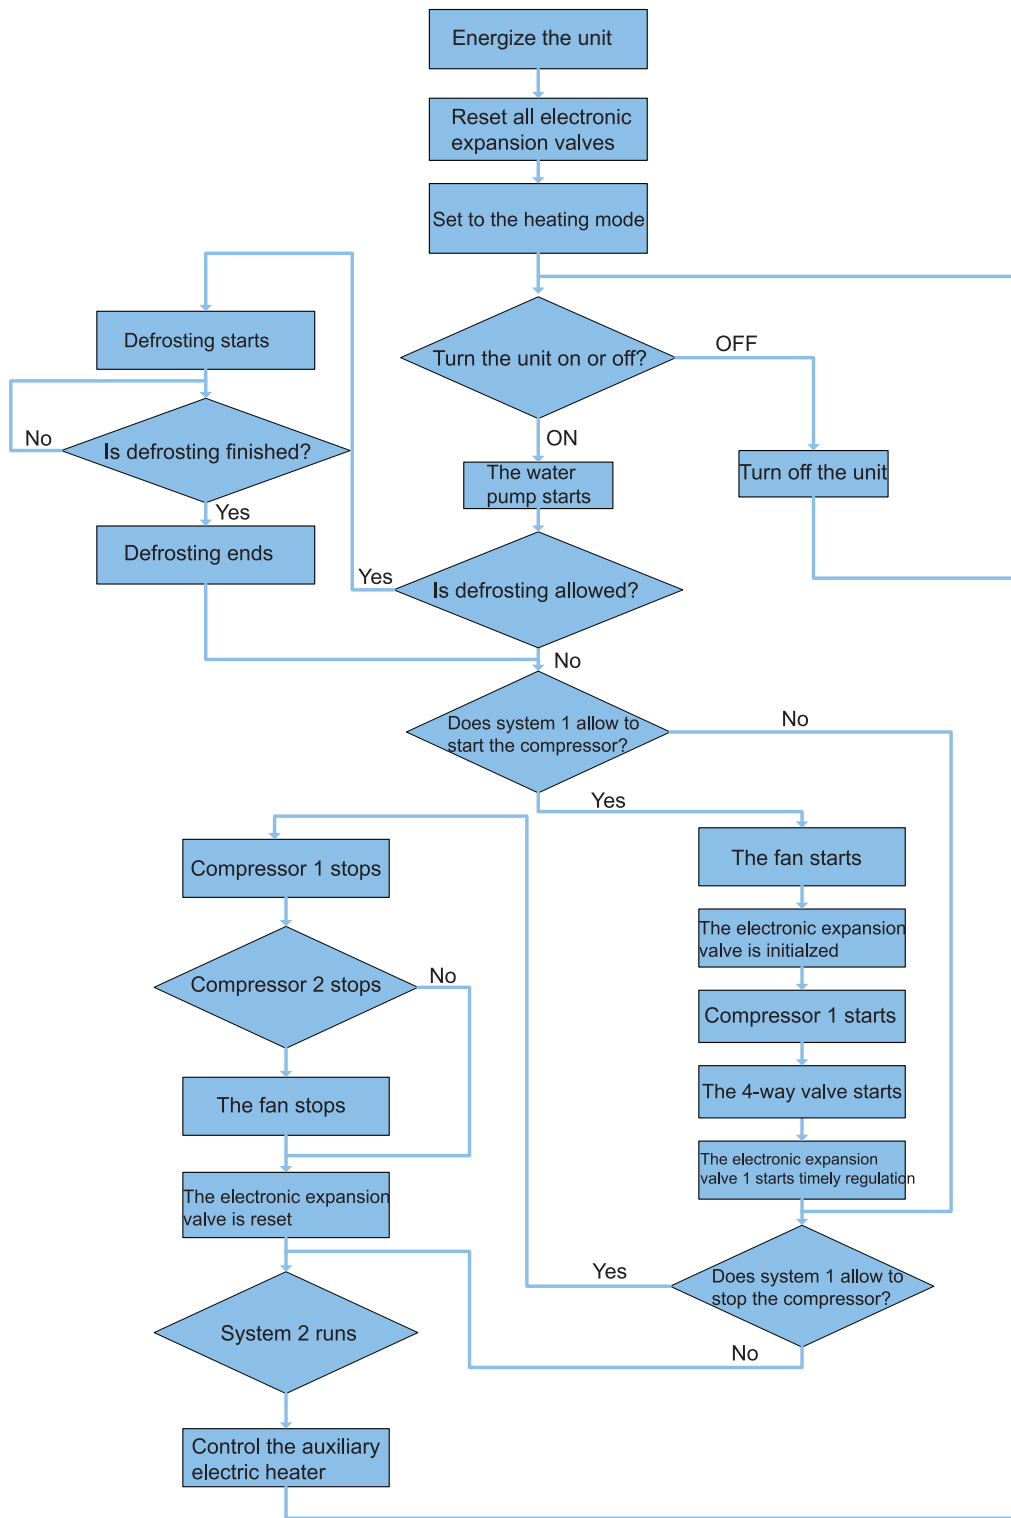 Energize the unit
Reset all electronic
expansion valves
Set to the heating mode
Turn the unit on or off?
OFF
ON
Turn off the unit
The water
pump starts
Defrosting starts
Is defrosting finished?
No
Yes
Defrosting ends
Is defrosting allowed?
Yes
No
Does system 1 allow to
start the compressor?
No
Yes
The fan starts
The electronic expansion
valve is initialzed
Compressor 1 starts
The 4-way valve starts
The electronic expansion
valve 1 starts timely regulation
Does system 1 allow to
stop the compressor?
Yes
No
Compressor 1 stops
Compressor 2 stops
No
The fan stops
The electronic expansion
valve is reset
System 2 runs
Control the auxiliary
electric heater